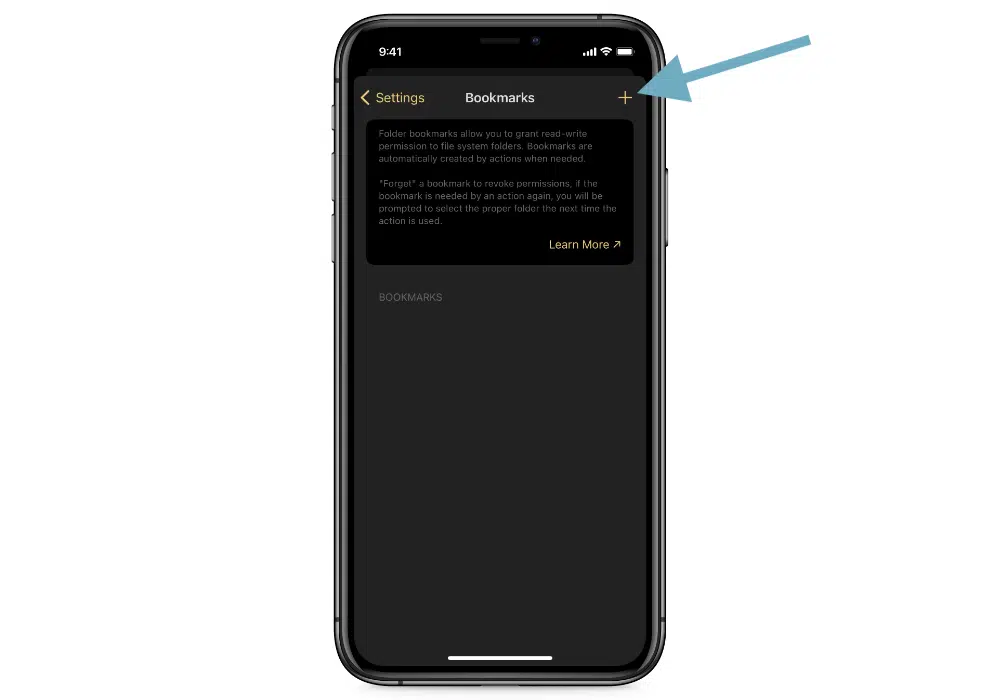 9:41
Settings
Bookmarks
Folder bookmarks allow you to grant read-write
permission to file system folders. Bookmarks are
automatically created by actions when needed.
*Forget* a bookmark to revoke permissions, if the
bookmark is needed by an action again, you will be
prompted to select the proper folder the next time the
action is used.
Learn More ↗
BOOKMARKS